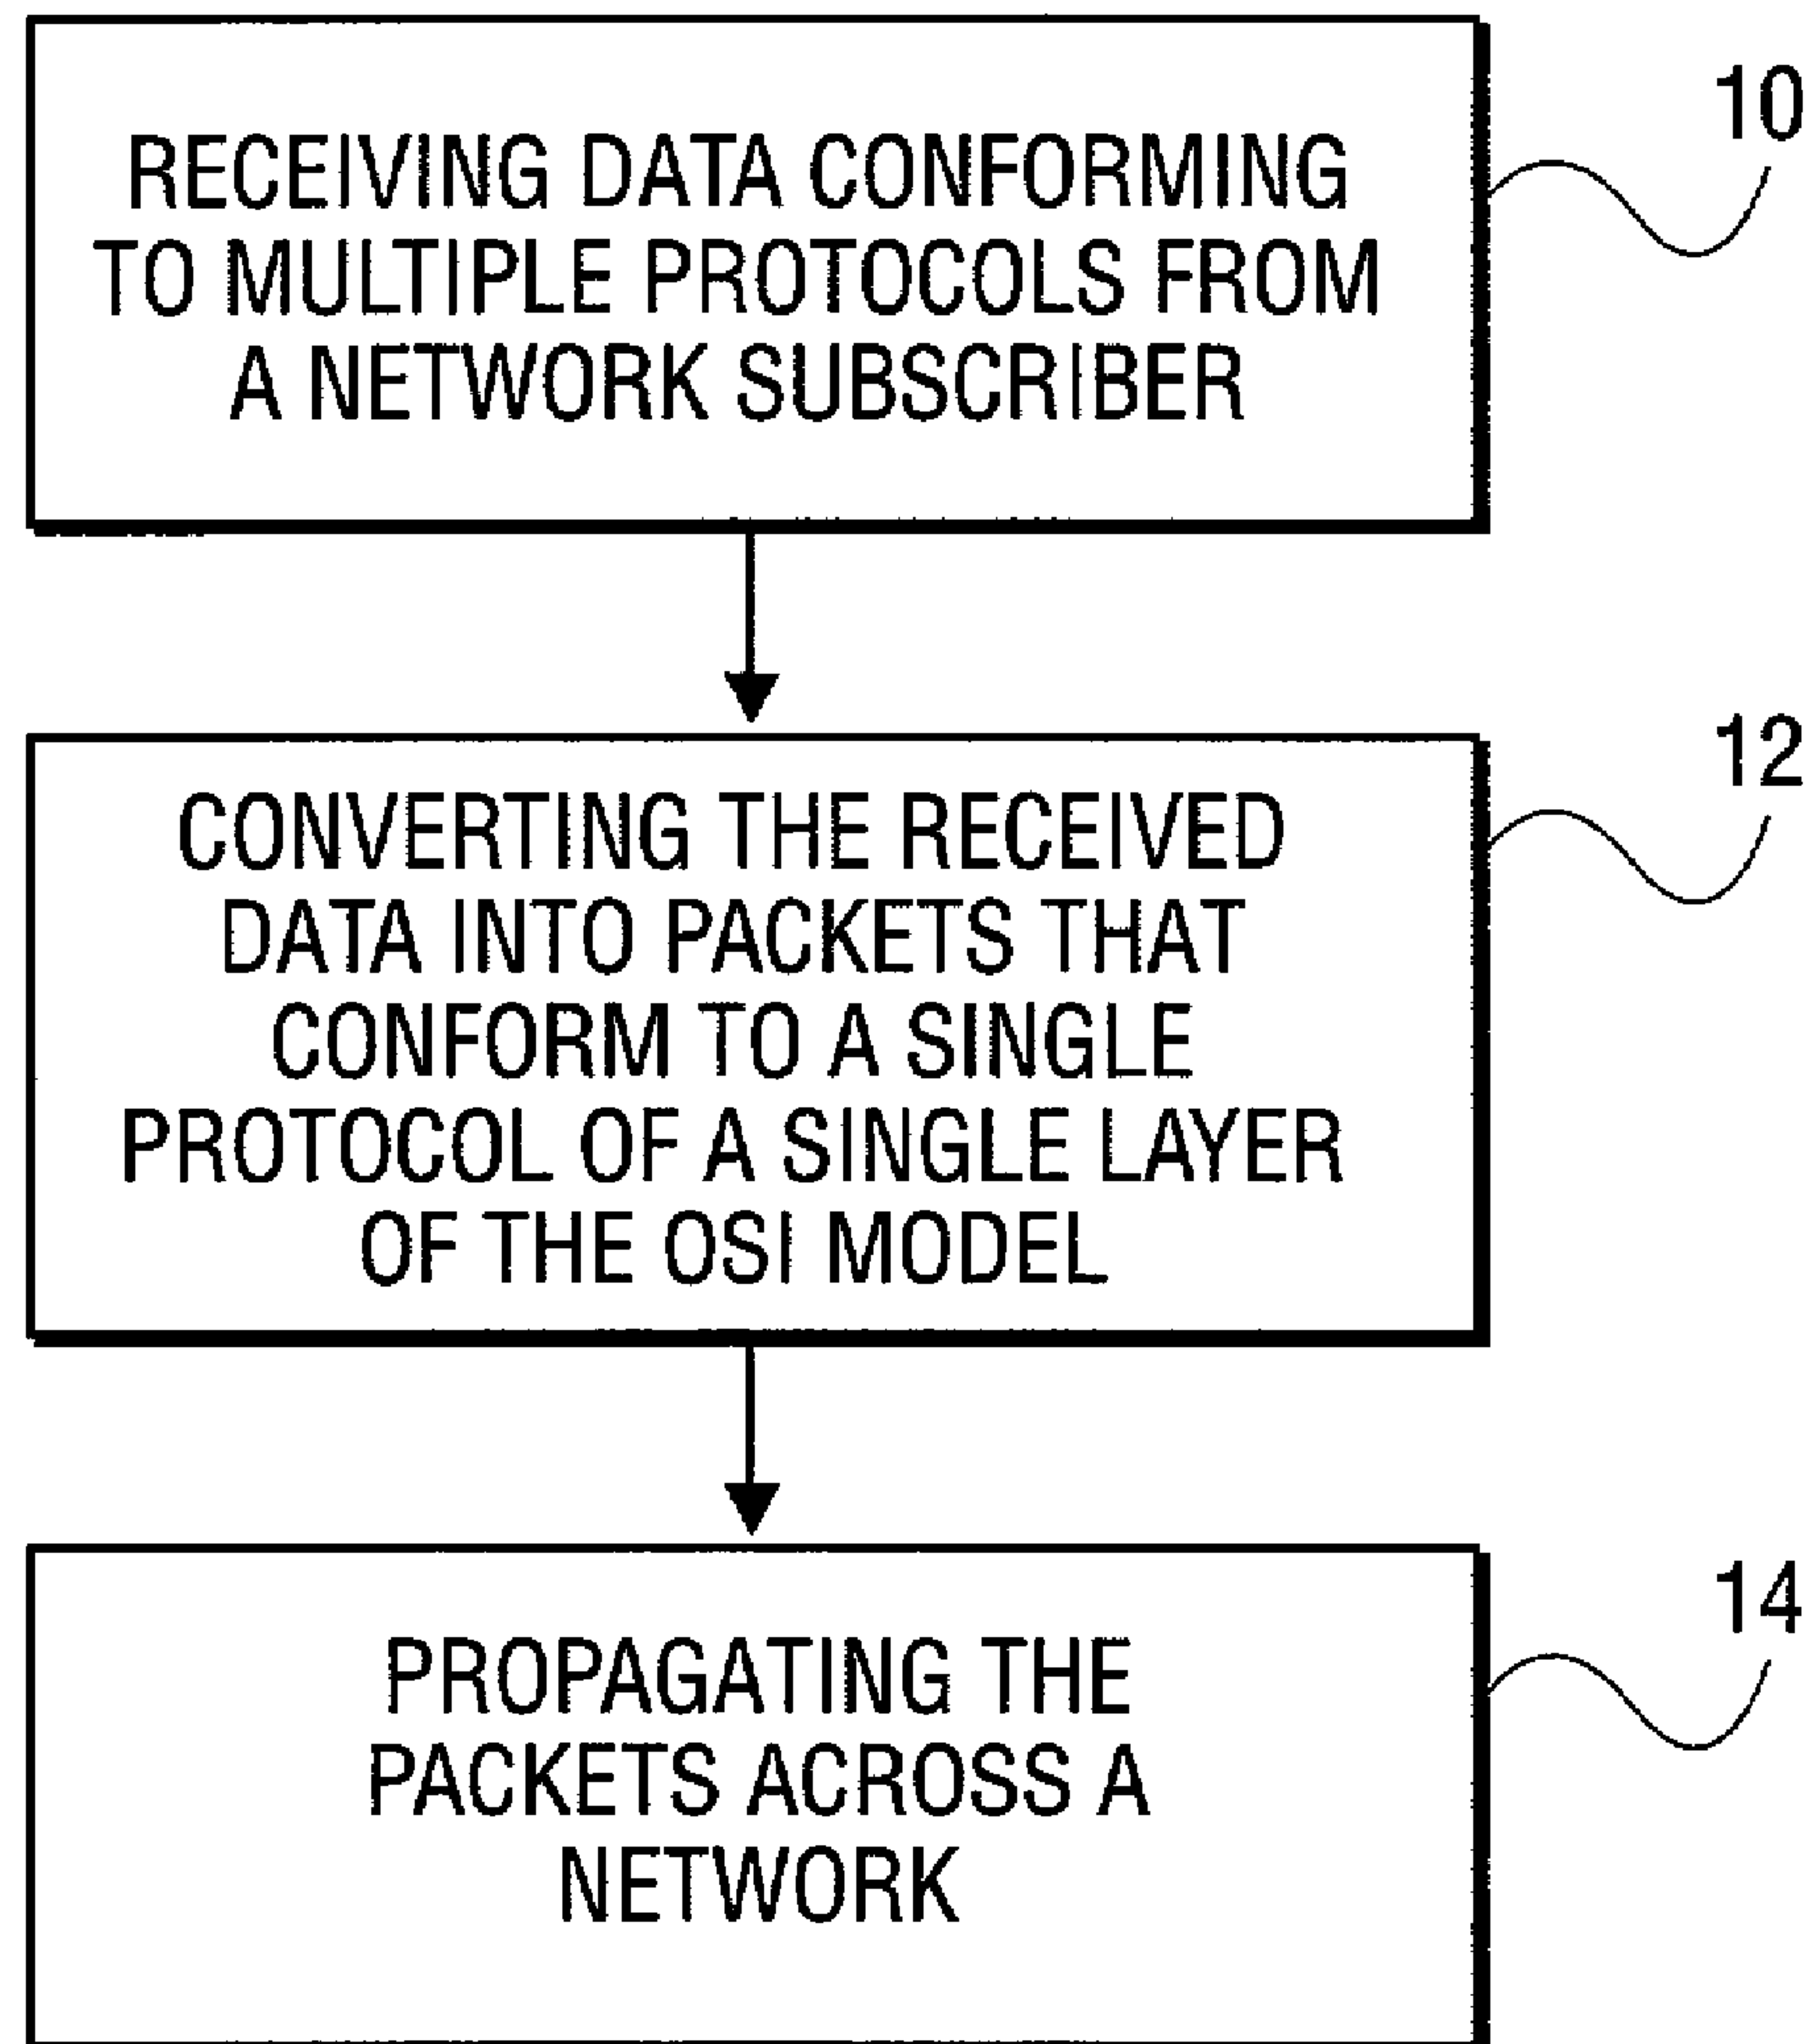 RECEIVING DATA CONFORMING
TO MULTIPLE PROTOCOLS FROM
A NETWORK SUBSCRIBER
10
CONVERTING THE RECEIVED
DATA INTO PACKETS THAT
CONFORM TO A SINGLE
PROTOCOL OF A SINGLE LAYER
OF THE OSI MODEL
12
PROPAGATING THE
PACKETS ACROSS A
NETWORK
14